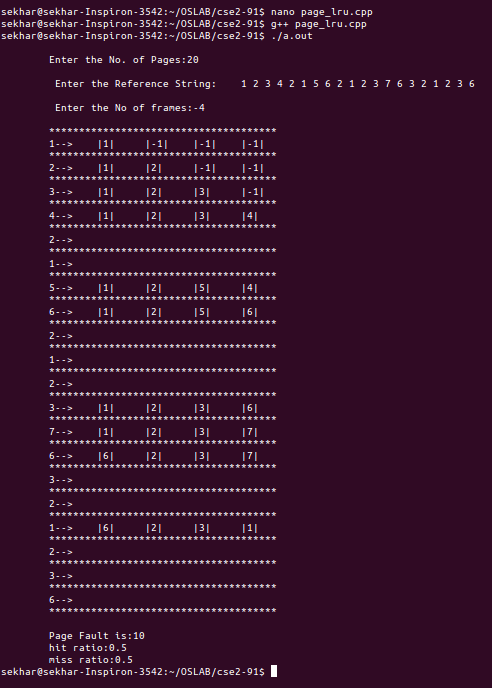 sekhar@sekhar-Inspiron-3542:~/OSLAB/cse2-91$ nano page_lru.cpp
sekhar@sekhar-Inspiron-3542:~/OSLAB/cse2-91$ g++ page_lru.cpp
sekhar@sekhar-Inspiron-3542:~/OSLAB/cse2-91$ ./a.out
Enter the No. of Pages:20
Enter the Reference String: 1 2 3 4 2 1 5 6 2 1 2 3 7 6 3 2 1 2 3 6
Enter the No of frames:-4
**************************************
1--> |1| |-1| |-1| |-1|
**************************************
2--> |1| |2| |-1| |-1|
**************************************
3--> |1| |2| |3| |-1|
**************************************
4--> |1| |2| |3| |4|
**************************************
2-->
**************************************
1-->
**************************************
5--> |1| |2| |5| |4|
**************************************
6--> |1| |2| |5| |6|
**************************************
2-->
**************************************
1-->
**************************************
2-->
**************************************
3--> |1| |2| |3| |6|
**************************************
7--> |1| |2| |3| |7|
**************************************
6--> |6| |2| |3| |7|
**************************************
3-->
**************************************
2-->
**************************************
1--> |6| |2| |3| |1|
**************************************
2-->
**************************************
3-->
**************************************
6-->
**************************************
Page Fault is:10
hit ratio:0.5
miss ratio:0.5
sekhar@sekhar-Inspiron-3542:~/OSLAB/cse2-91$